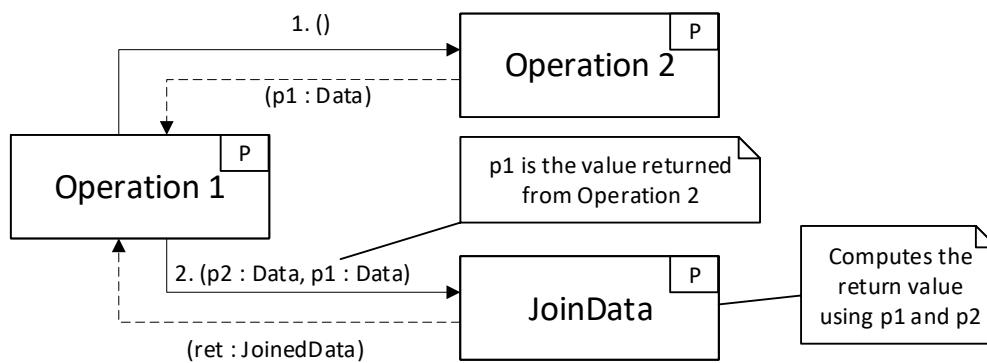 1. ()
P
Operation 2
(p1 : Data)
P
Operation 1
p1 is the value returned
from Operation 2
2. (p2 : Data, p1 : Data)
P
JoinData
Computes the
return value
using p1 and p2
(ret : JoinedData)